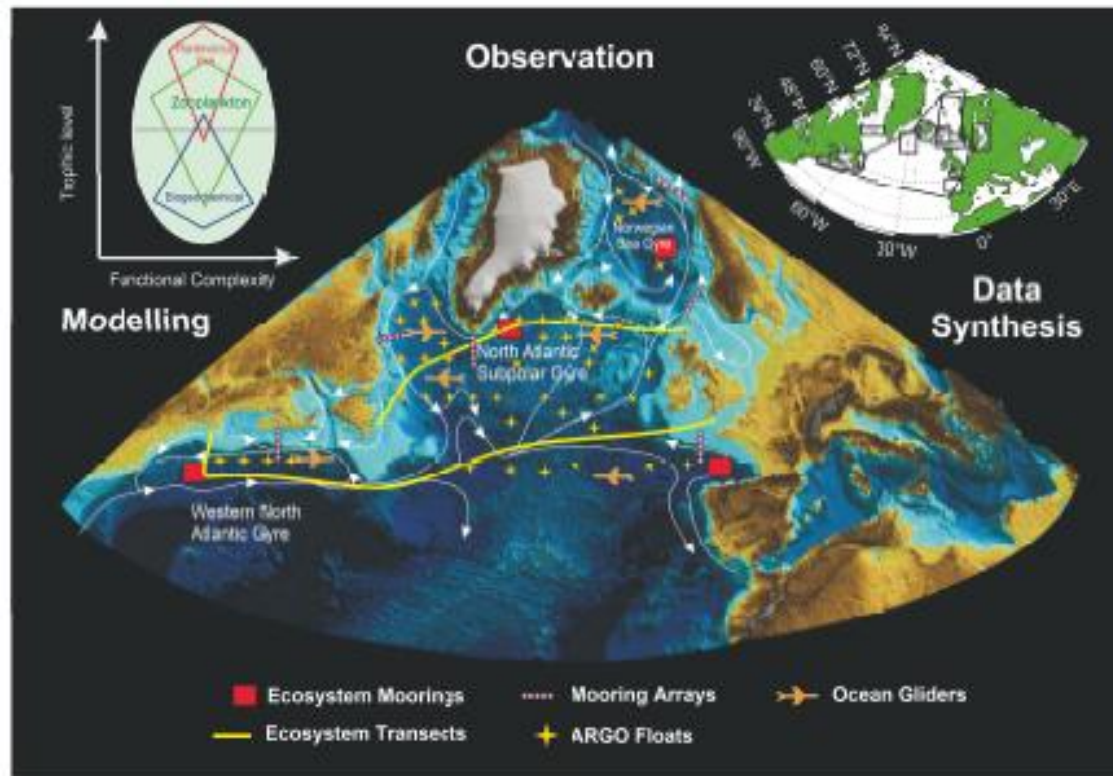 Observation
Trophic level
Zooplankton
Biogeochemical
Functional Complexity
Modelling
Data
Synthesis
30°W
0°
30°E
Norwegian
Sea Gyre
North Atlantic
Subpolar Gyre
Western North
Atlantic Gyre
Ecosystem Moorings
Mooring Arrays
Ocean Gliders
Ecosystem Transects
ARGO Floats